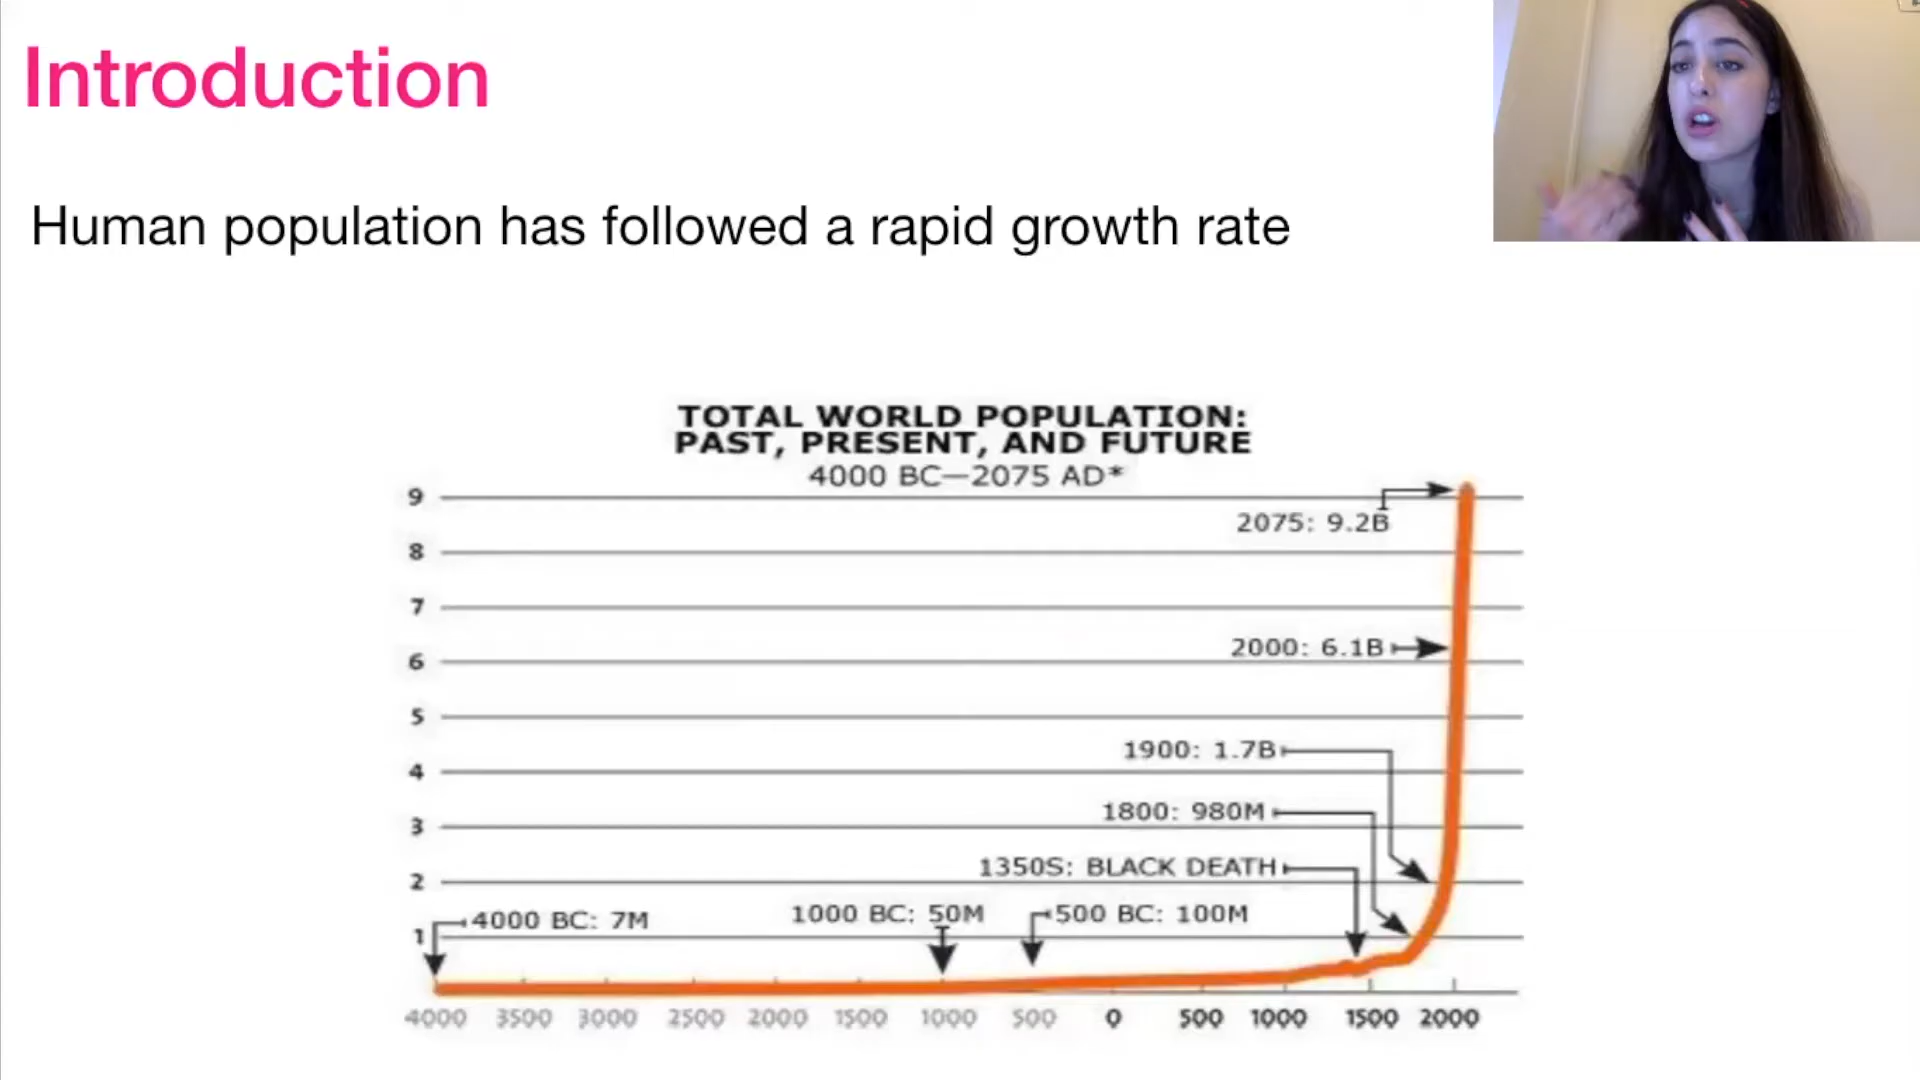 Introduction
Human population has followed a rapid growth rate
TOTAL WORLD POPULATION:
PAST, PRESENT, AND FUTURE
4000 BC—2075 AD*
9
2075: 9.2B
8
7
2000: 6.1B
6
5
1900: 1.7B
4
1800: 980M
3
1350S: BLACK DEATH
2
4000 BC: 7M 1000 BC: 50M 500 BC: 100M
1
4000 3500 3000 2500 2000 1500 1000 500 0 500 1000 1500 2000